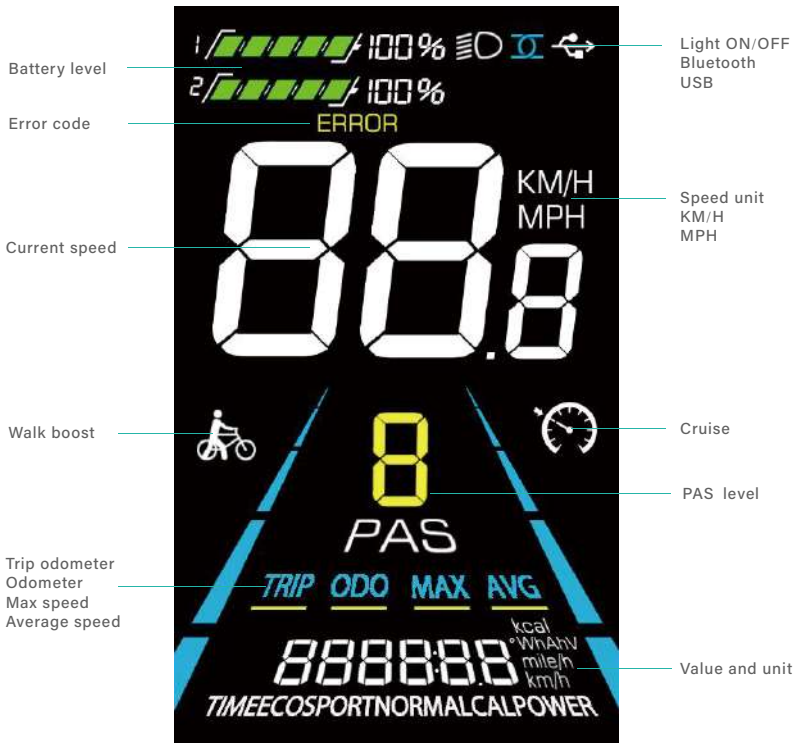 1 100%
2 100%
ERROR
88.8
KM/H
MPH
8
PAS
TRIP ODO MAX AVG
888888.8
kcal
°WhAhV
mile/h
km/h
TIMEECOSPORTNORMALCALPOWER
Battery level
Error code
Current speed
Walk boost
Trip odometer
Odometer
Max speed
Average speed
Light ON/OFF
Bluetooth
USB
Speed unit
KM/H
MPH
Cruise
PAS level
Value and unit